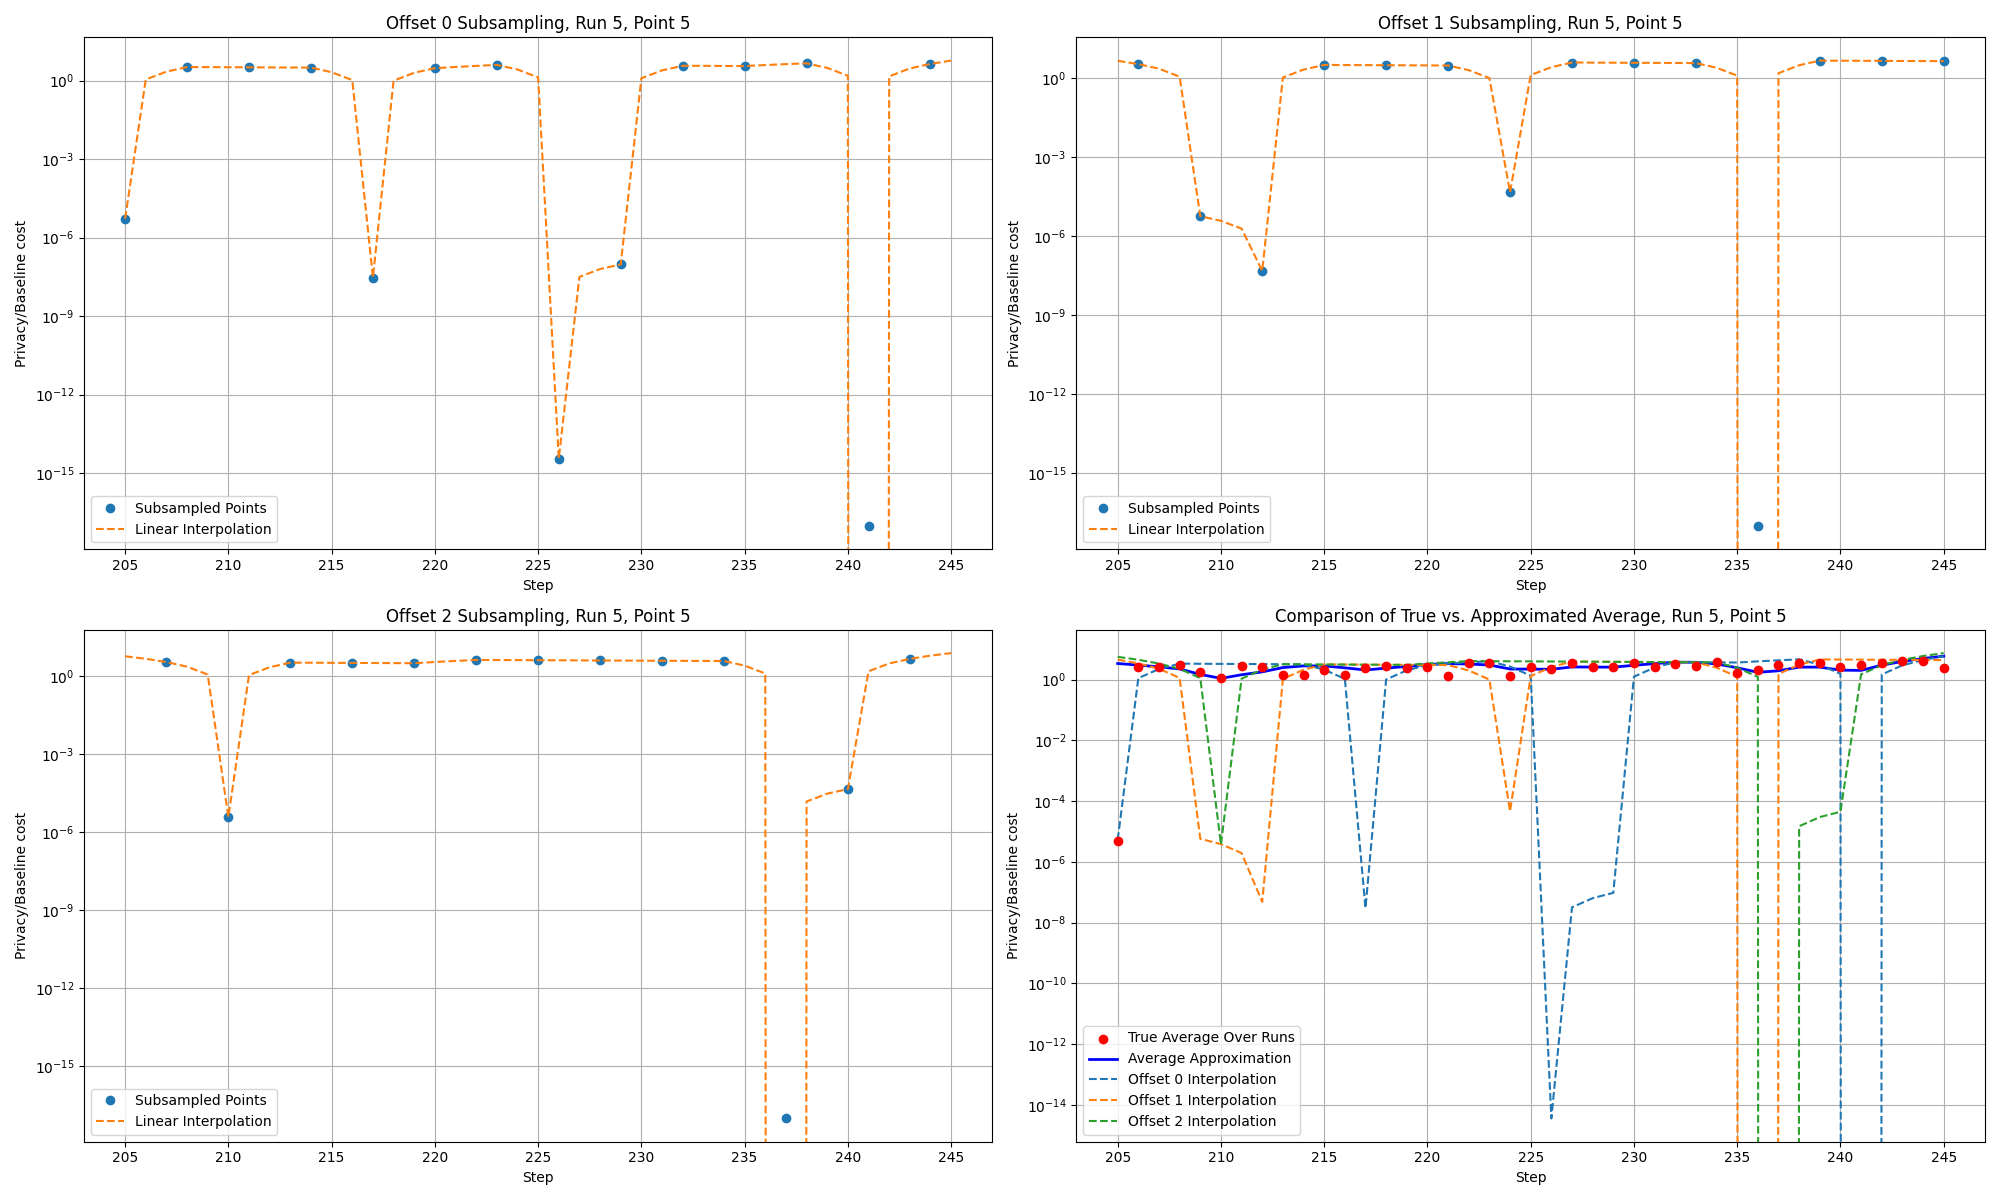 Offset 0 Subsampling, Run 5, Point 5
Privacy/Baseline cost
10^0
10^-3
10^-6
10^-9
10^-12
10^-15
Subsampled Points
Linear Interpolation
205 210 215 220 225 230 235 240 245
Step
Offset 1 Subsampling, Run 5, Point 5
Privacy/Baseline cost
10^0
10^-3
10^-6
10^-9
10^-12
10^-15
Subsampled Points
Linear Interpolation
205 210 215 220 225 230 235 240 245
Step
Offset 2 Subsampling, Run 5, Point 5
Privacy/Baseline cost
10^0
10^-3
10^-6
10^-9
10^-12
10^-15
Subsampled Points
Linear Interpolation
205 210 215 220 225 230 235 240 245
Step
Comparison of True vs. Approximated Average, Run 5, Point 5
Privacy/Baseline cost
10^0
10^-2
10^-4
10^-6
10^-8
10^-10
10^-12
10^-14
True Average Over Runs
Average Approximation
Offset 0 Interpolation
Offset 1 Interpolation
Offset 2 Interpolation
205 210 215 220 225 230 235 240 245
Step